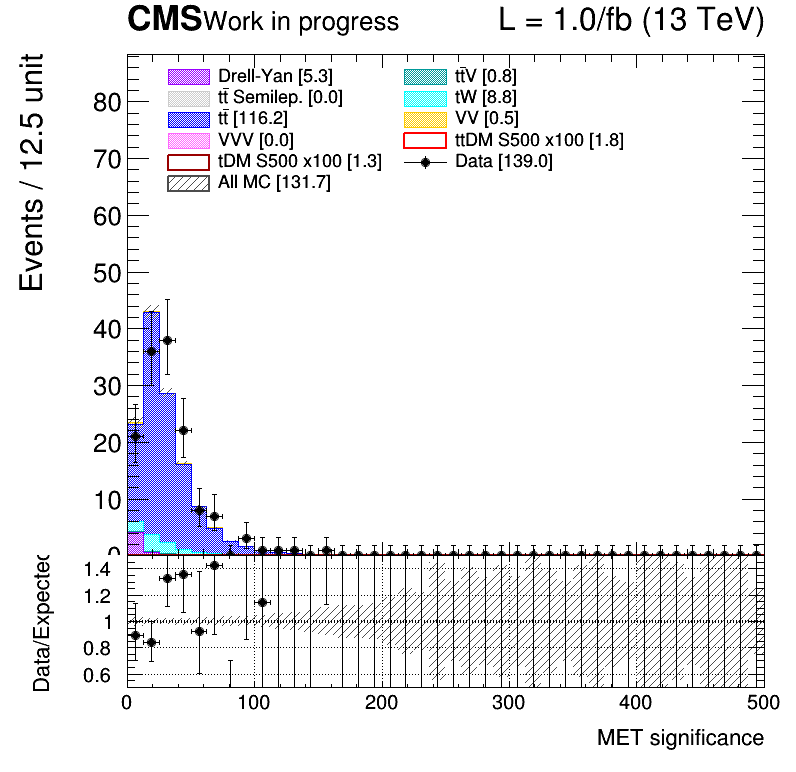 CMS Work in progress L = 1.0/fb (13 TeV)
Drell-Yan [5.3] tt̄V [0.8]
tt̄ Semilep. [0.0] tW [8.8]
tt̄ [116.2] VV [0.5]
VVV [0.0] ttDM S500 x100 [1.8]
tDM S500 x100 [1.3] Data [139.0]
All MC [131.7]
Events / 12.5 unit
80
70
60
50
40
30
20
10
0
Data/Expected
1.4
1.2
1
0.8
0.6
0 100 200 300 400 500
MET significance